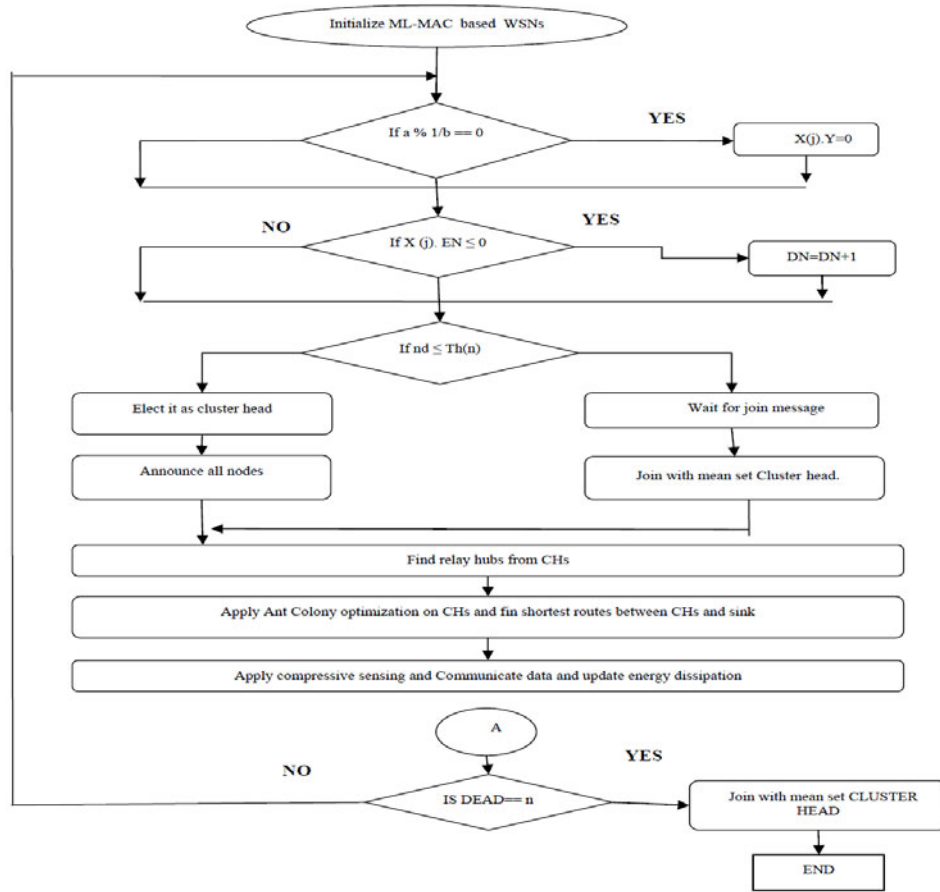 Initialize ML-MAC based WSNs
If a % 1/b == 0
YES
X(j).Y=0
NO
YES
If X (j). EN ≤ 0
DN=DN+1
If nd ≤ Th(n)
Elect it as cluster head
Wait for join message
Announce all nodes
Join with mean set Cluster head.
Find relay hubs from CHs
Apply Ant Colony optimization on CHs and fin shortest routes between CHs and sink
Apply compressive sensing and Communicate data and update energy dissipation
A
NO
YES
IS DEAD== n
Join with mean set CLUSTER
HEAD
END